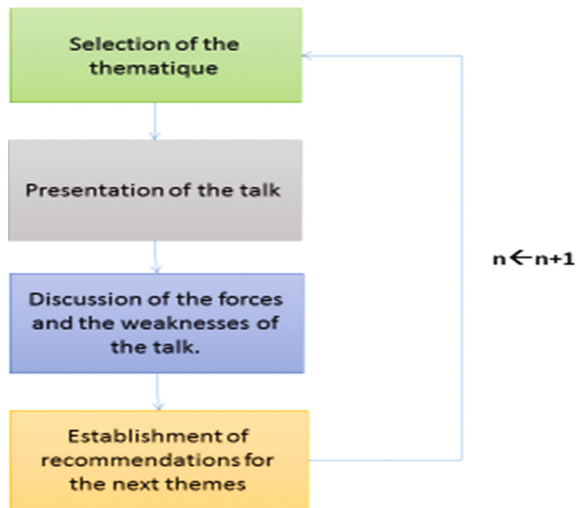 Selection of the
thematique
Presentation of the talk
Discussion of the forces
and the weaknesses of
the talk.
n←n+1
Establishment of
recommendations for
the next themes